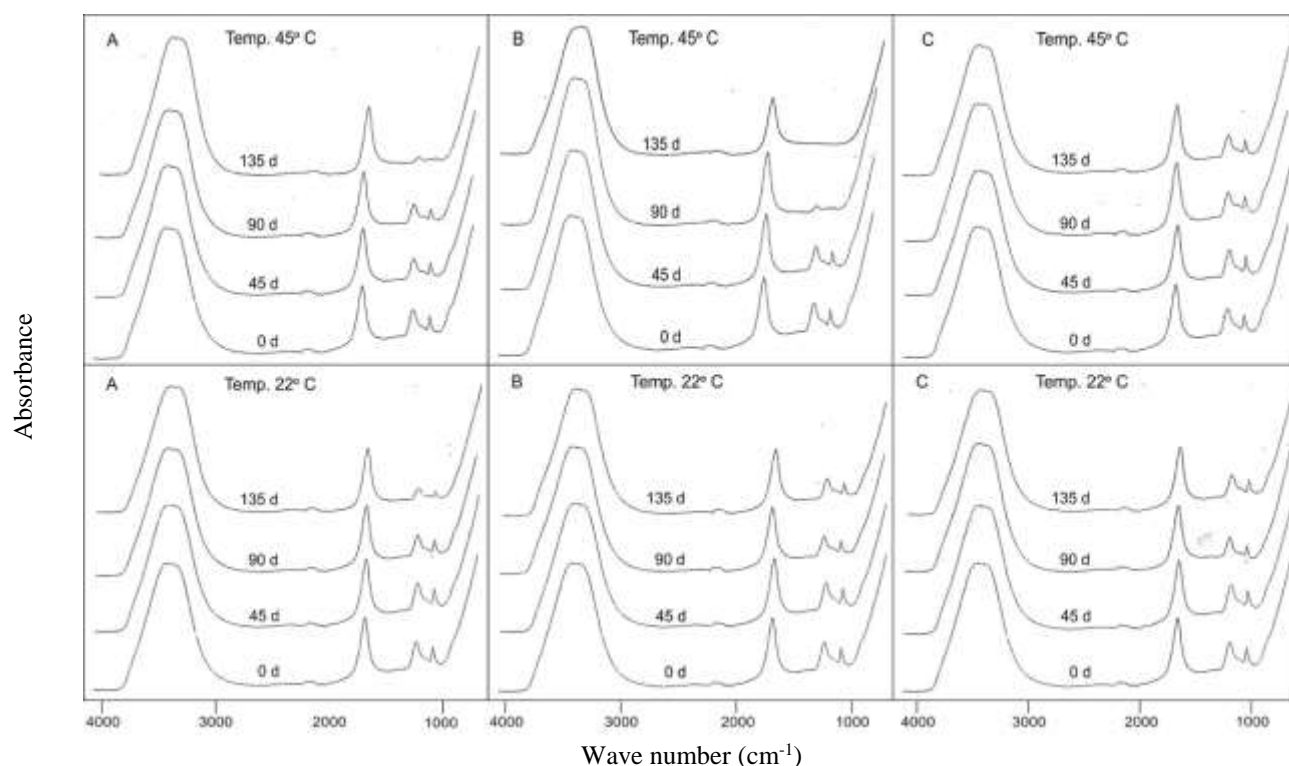 A
Temp. 45º C
135 d
90 d
45 d
0 d
B
Temp. 45º C
135 d
90 d
45 d
0 d
C
Temp. 45º C
135 d
90 d
45 d
0 d
A
Temp. 22º C
135 d
90 d
45 d
0 d
B
Temp. 22º C
135 d
90 d
45 d
0 d
C
Temp. 22º C
135 d
90 d
45 d
0 d
Absorbance
4000 3000 2000 1000 4000 3000 2000 1000 4000 3000 2000 1000
Wave number (cm⁻¹)